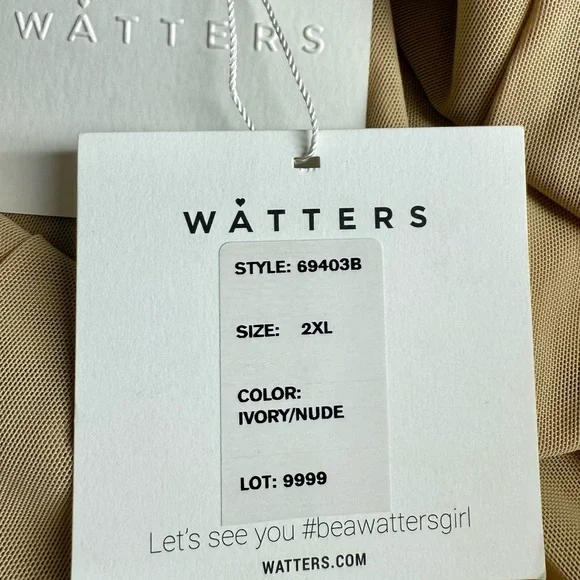 WATTERS
WATTERS
STYLE: 69403B
SIZE: 2XL
COLOR:
IVORY/NUDE
LOT: 9999
Let's see you #beawattersgirl
WATTERS.COM